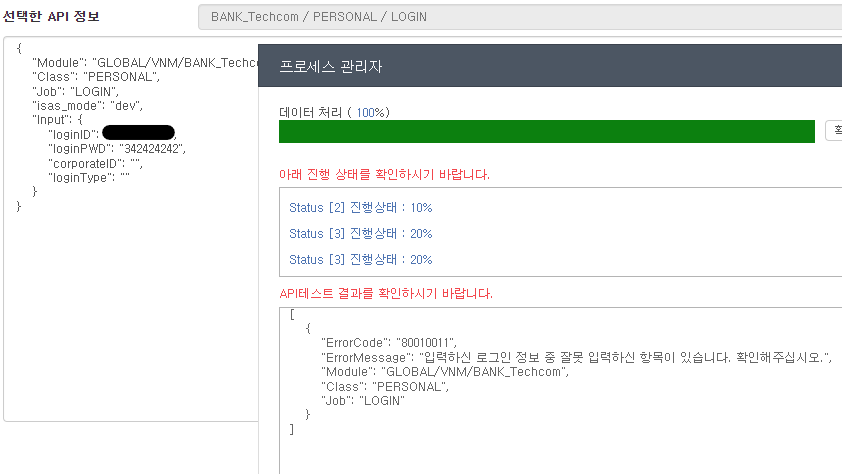 선택한 API 정보
BANK_Techcom / PERSONAL / LOGIN
{
"Module": "GLOBAL/VNM/BANK_Techco
"Class": "PERSONAL",
"Job": "LOGIN",
"isas_mode": "dev",
"Input": {
"loginID":
"loginPWD": "342424242",
"corporateID": "",
"loginType": ""
}
}
프로세스 관리자
데이터 처리 ( 100%)
아래 진행 상태를 확인하시기 바랍니다.
Status [2] 진행상태 : 10%
Status [3] 진행상태 : 20%
Status [3] 진행상태 : 20%
API테스트 결과를 확인하시기 바랍니다.
[
{
"ErrorCode": "80010011",
"ErrorMessage": "입력하신 로그인 정보 중 잘못 입력하신 항목이 있습니다. 확인해주십시오.",
"Module": "GLOBAL/VNM/BANK_Techcom",
"Class": "PERSONAL",
"Job": "LOGIN"
}
]